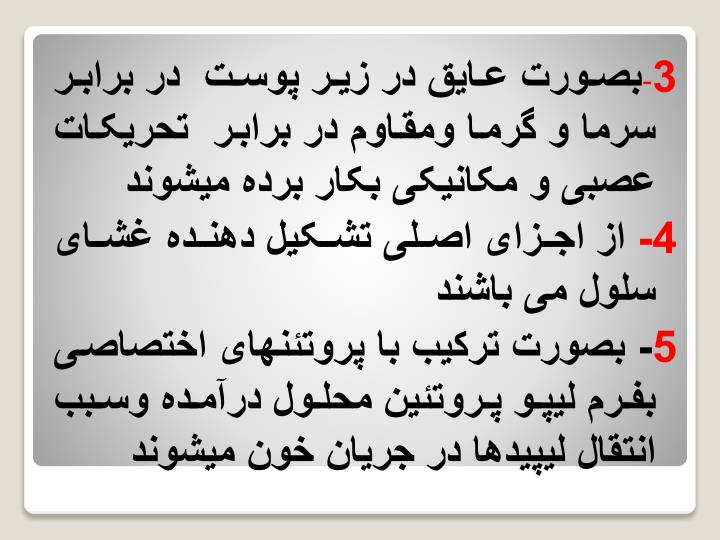 3-بصورت عایق در زیر پوست در برابر
سرما و گرما ومقاوم در برابر تحریکات
عصبی و مکانیکی بکار برده میشوند
4- از اجزای اصلی تشکیل دهنده غشای
سلول می باشند
5- بصورت ترکیب با پروتئنهای اختصاصی
بفرم لیپو پروتئین محلول درآمده وسبب
انتقال لیپیدها در جریان خون میشوند